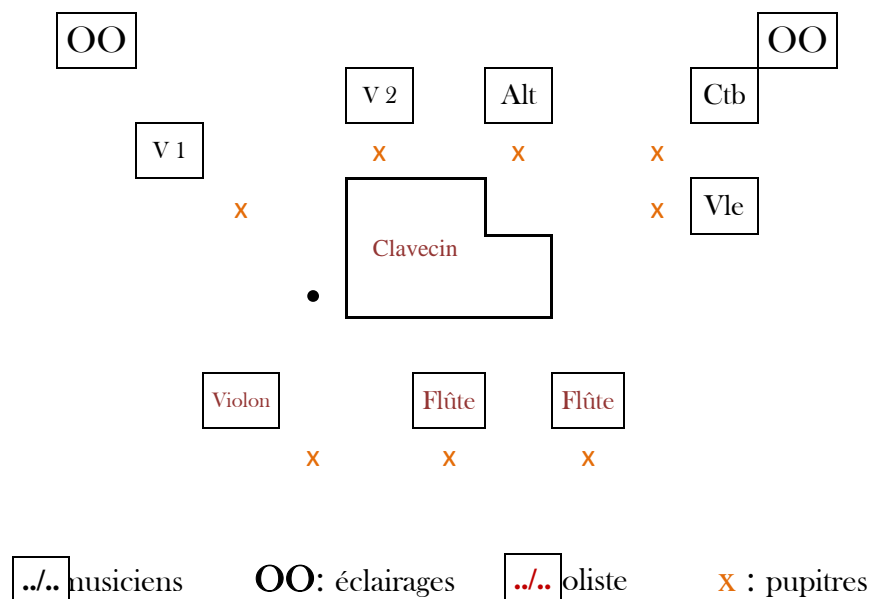 OO OO
V 2 Alt Ctb
V 1
x x x
x x Vle
Clavecin
Violon Flûte Flûte
x x x
../.. musiciens OO: éclairages ../.. oliste x : pupitres